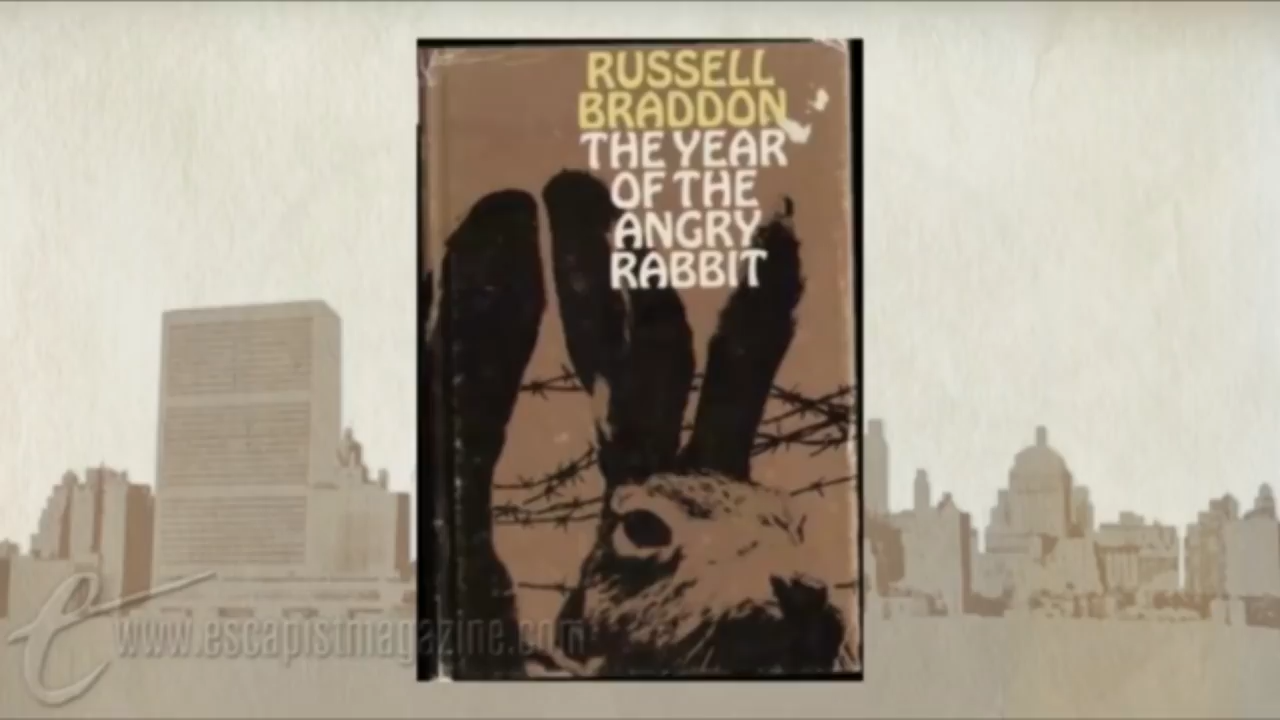 RUSSELL
BRADDON
THE YEAR
OF THE
ANGRY
RABBIT
www.escapistmagazine.com